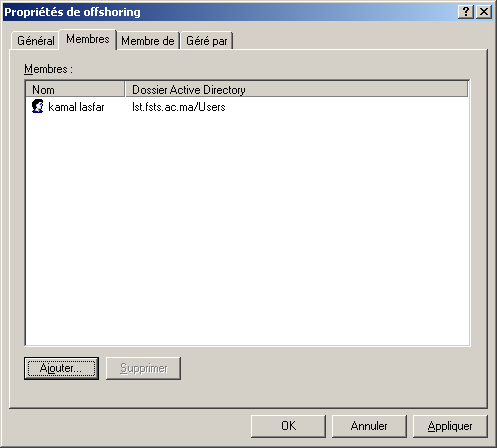 Propriétés de offshoring
Général Membres Membre de Géré par
Membres :
Nom Dossier Active Directory
kamal lasfar lst.fsts.ac.ma/Users
Ajouter... Supprimer
OK Annuler Appliquer